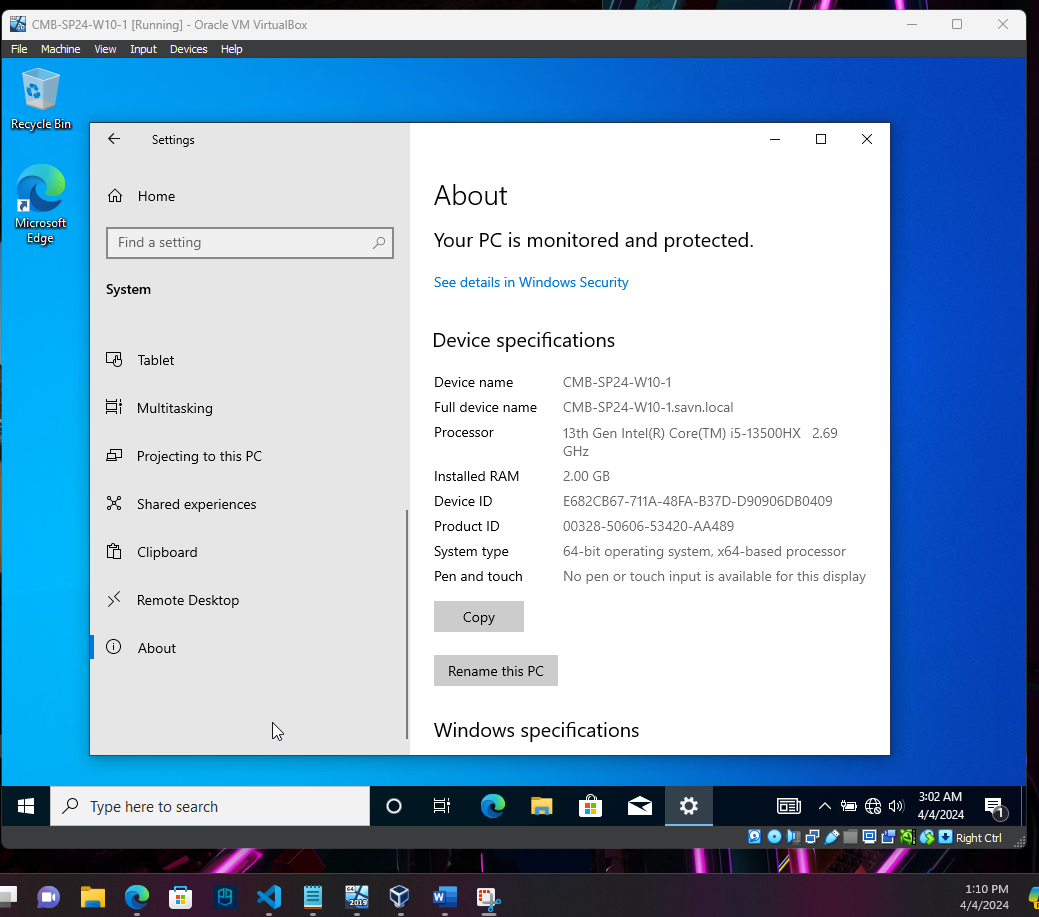 CMB-SP24-W10-1 [Running] - Oracle VM VirtualBox
File Machine View Input Devices Help
Recycle Bin
Microsoft
Edge
Settings
Home
Find a setting
System
Tablet
Multitasking
Projecting to this PC
Shared experiences
Clipboard
Remote Desktop
About
About
Your PC is monitored and protected.
See details in Windows Security
Device specifications
Device name CMB-SP24-W10-1
Full device name CMB-SP24-W10-1.savn.local
Processor 13th Gen Intel(R) Core(TM) i5-13500HX 2.69
GHz
Installed RAM 2.00 GB
Device ID E682CB67-711A-48FA-B37D-D90906DB0409
Product ID 00328-50606-53420-AA489
System type 64-bit operating system, x64-based processor
Pen and touch No pen or touch input is available for this display
Copy
Rename this PC
Windows specifications
Type here to search
3:02 AM
4/4/2024
1
Right Ctrl
2019
W
1:10 PM
4/4/2024